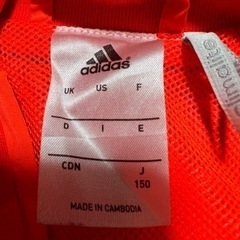 adidas
UK US F
D I E
CDN J
150
MADE IN CAMBODIA